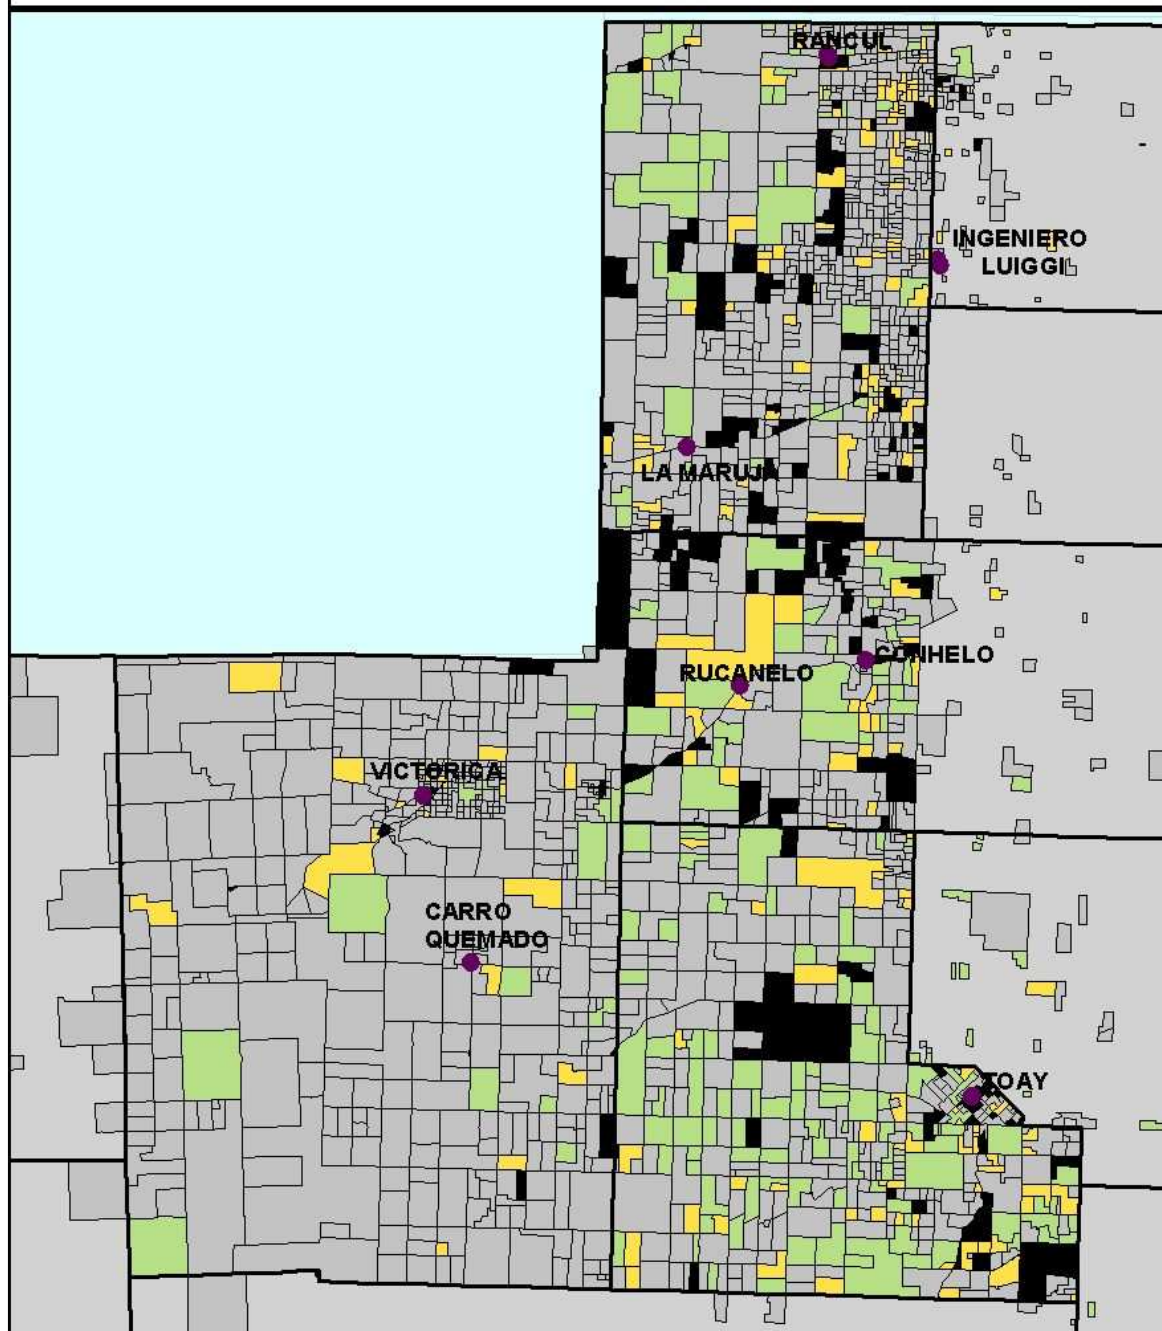 RANCUL
INGENIERO
LUIGGI
LA MARUJA
CONHELO
RUCANELO
VICTORICA
CARRO
QUEMADO
TOAY